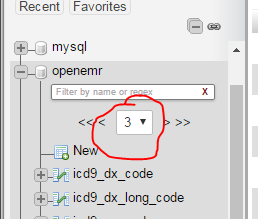 Recent Favorites
mysql
openemr
Filter by name or regex X
<< < 3 > >>
New
icd9_dx_code
icd9_dx_long_code